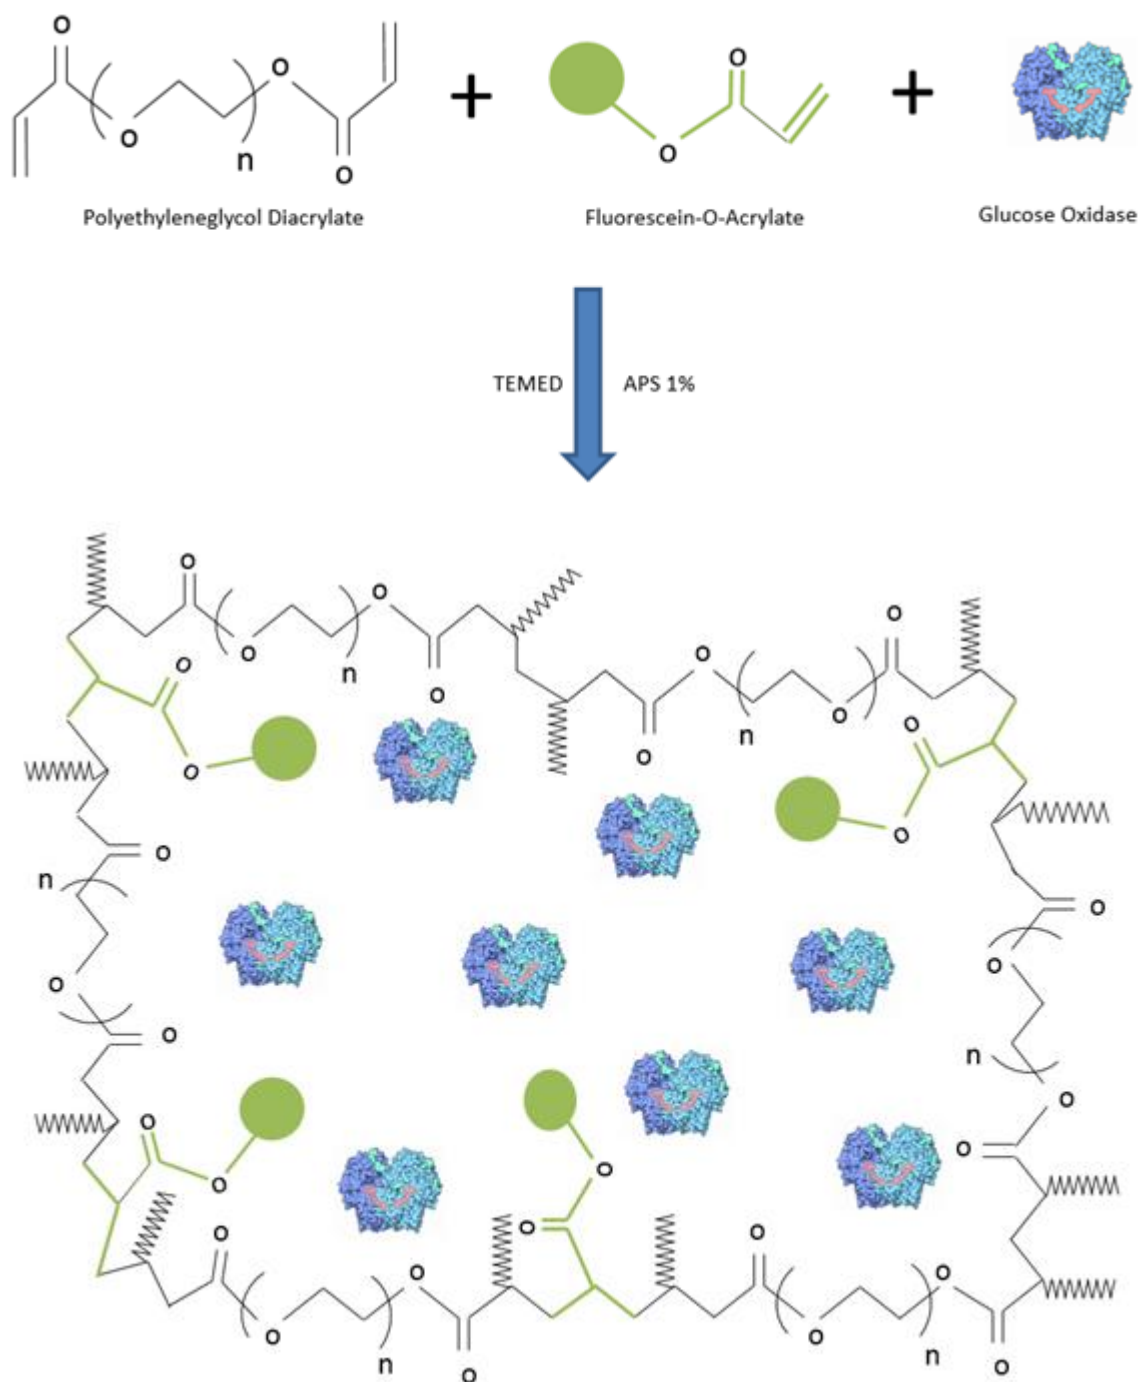 O O O O n
O O
Polyethyleneglycol Diacrylate
Fluorescein-O-Acrylate
Glucose Oxidase
TEMED
APS 1%
O O n O O
O O n O O
O O
O O
n O O
O O
O O
n O
O O
O O
O O
O O n O O
O O n O O